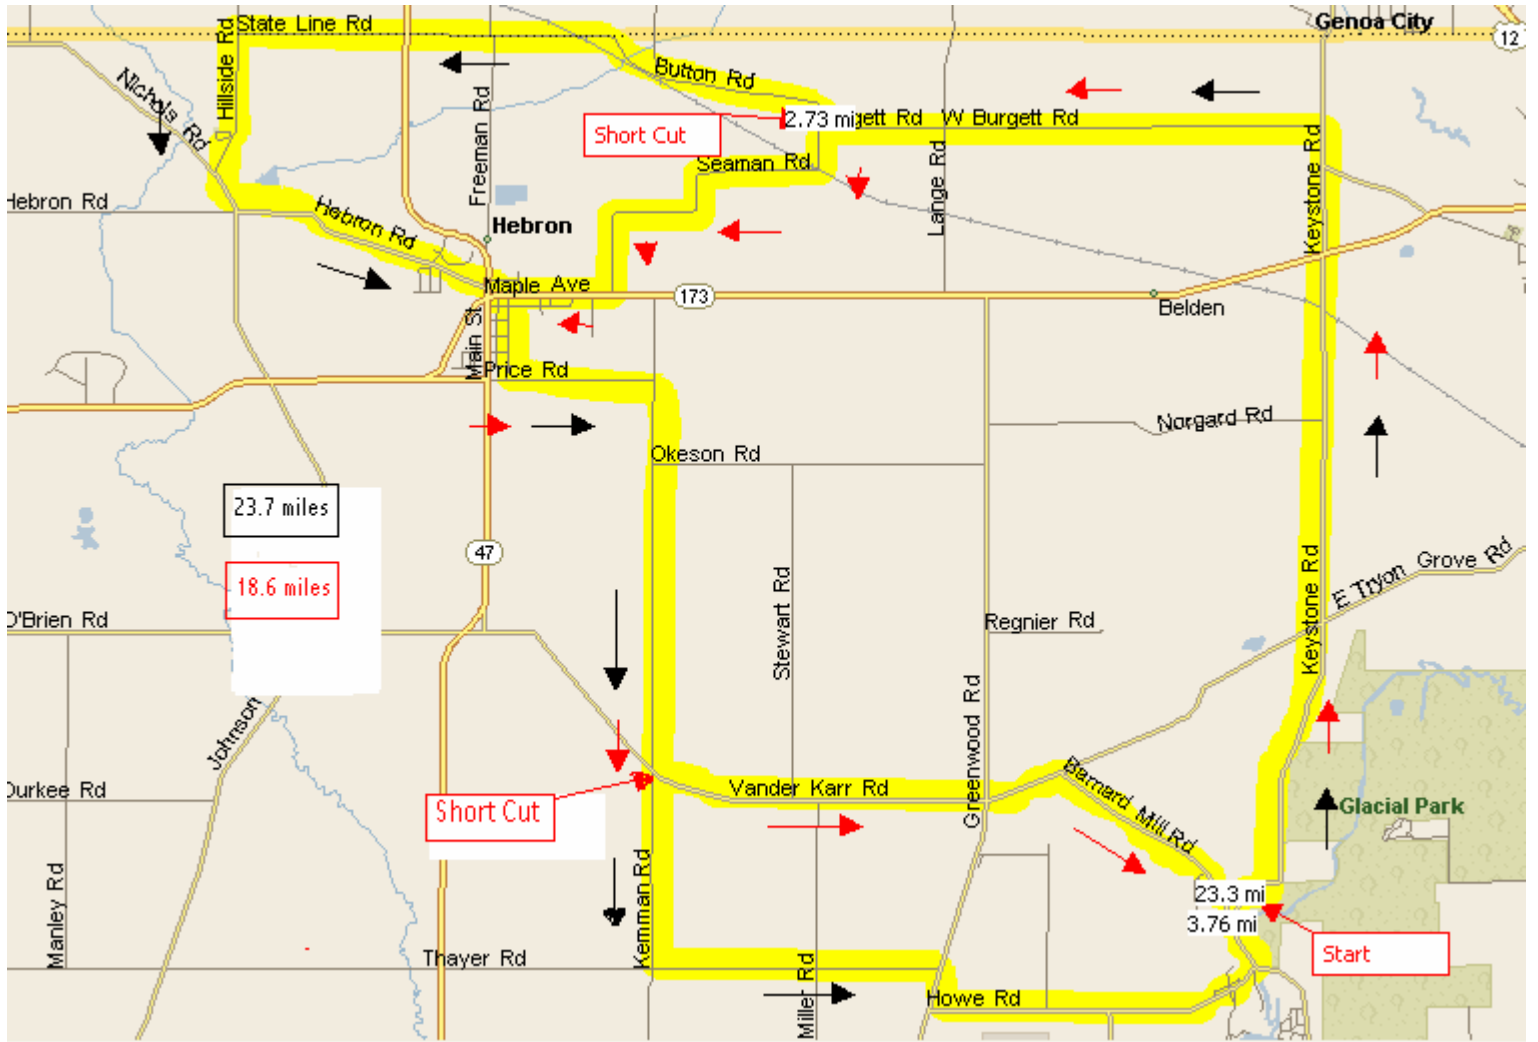 State Line Rd
Genoa City
12
Hillside Rd
Nichols Rd
Button Rd
Freeman Rd
Short Cut
2.73 mi
gett Rd
W Burgett Rd
Keystone Rd
Seaman Rd
Lange Rd
Hebron Rd
Hebron Rd
Hebron
Maple Ave
173
Belden
Main St
Price Rd
Norgard Rd
Okeson Rd
23.7 miles
47
18.6 miles
E Tryon Grove Rd
Keystone Rd
O'Brien Rd
Stewart Rd
Regnier Rd
Greenwood Rd
Johnson
Durkee Rd
Short Cut
Vander Karr Rd
Barnard Mill Rd
Glacial Park
Manley Rd
Kemman Rd
23.3 mi
3.76 mi
Start
Thayer Rd
Miller Rd
Howe Rd